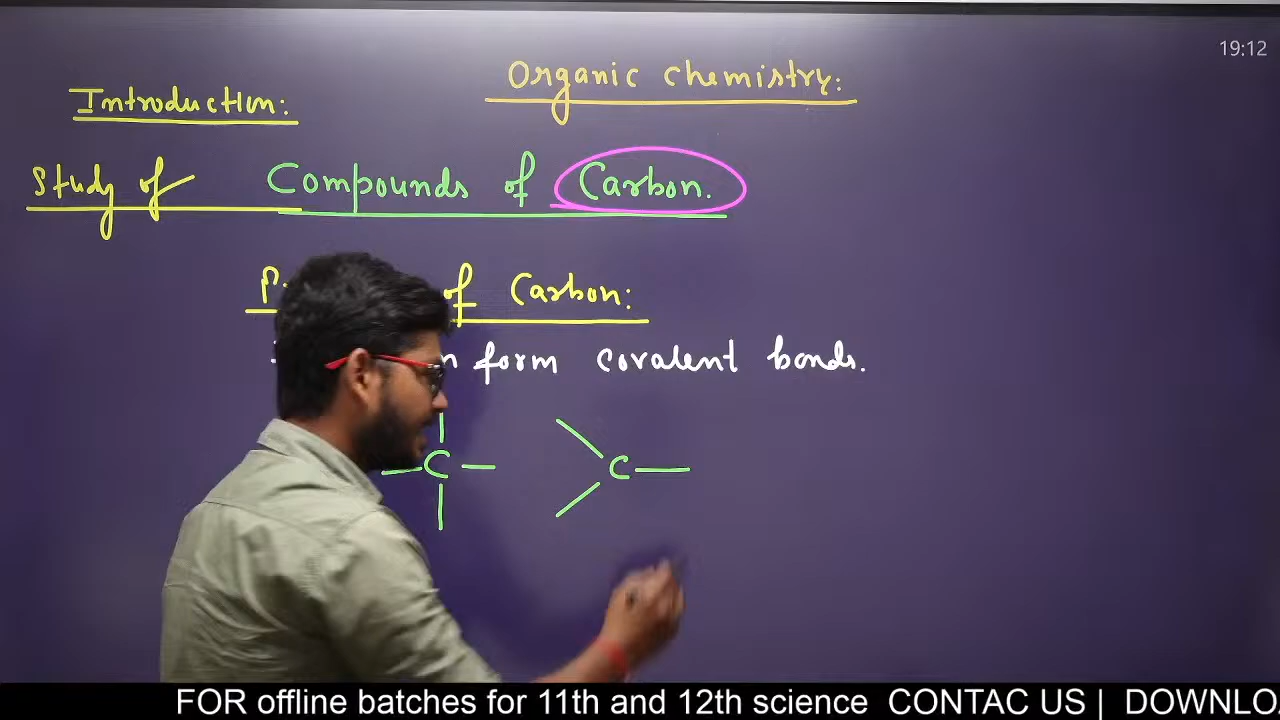 19:12
Organic chemistry:
Introduction:
Study of Compounds of Carbon.
of Carbon:
form covalent bonds.
C C
FOR offline batches for 11th and 12th science CONTAC US | DOWNLO